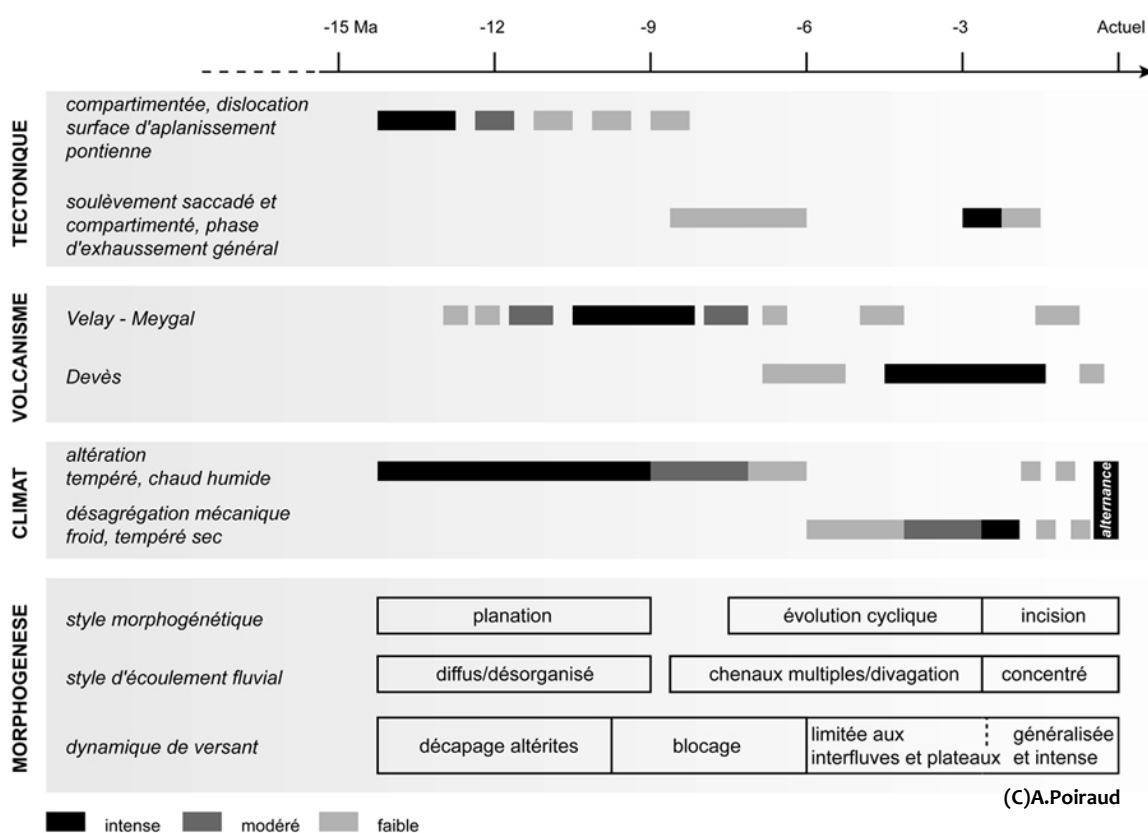 -15 Ma -12 -9 -6 -3 Actuel
TECTONIQUE
compartimentée, dislocation
surface d'aplanissement
pontienne
soulèvement saccadé et
compartimenté, phase
d'exhaussement général
VOLCANISME
Velay - Meygal
Devès
CLIMAT
altération
tempéré, chaud humide
désagrégation mécanique
froid, tempéré sec
alternance
MORPHOGENESE
style morphogénétique
planation
évolution cyclique
incision
style d'écoulement fluvial
diffus/désorganisé
chenaux multiples/divagation
concentré
dynamique de versant
décapage altérites
blocage
limitée aux
interfluves et plateaux
généralisée
et intense
(C)A.Poiraud
intense modéré faible